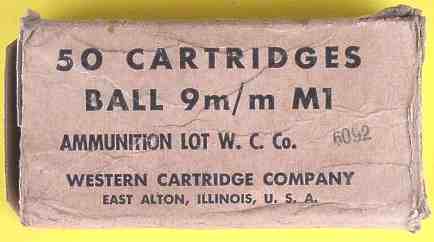 50 CARTRIDGES
BALL 9m/m M1
AMMUNITION LOT W. C. Co. 6092
WESTERN CARTRIDGE COMPANY
EAST ALTON, ILLINOIS, U. S. A.